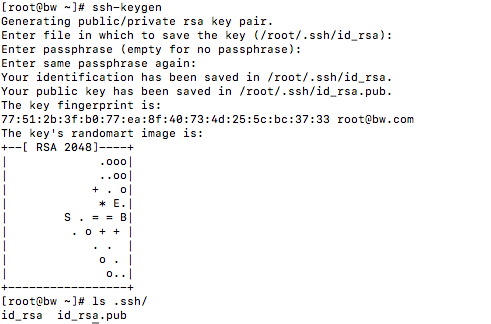 [root@bw ~]# ssh-keygen
Generating public/private rsa key pair.
Enter file in which to save the key (/root/.ssh/id_rsa):
Enter passphrase (empty for no passphrase):
Enter same passphrase again:
Your identification has been saved in /root/.ssh/id_rsa.
Your public key has been saved in /root/.ssh/id_rsa.pub.
The key fingerprint is:
77:51:2b:3f:b0:77:ea:8f:40:73:4d:25:5c:bc:37:33 root@bw.com
The key's randomart image is:
+--[ RSA 2048]----+
|             .ooo|
|             ..oo|
|            + . o|
|             * E.|
|        S . = = B|
|         . o + + |
|            . .  |
|             o . |
|              o..|
+-----------------+
[root@bw ~]# ls .ssh/
id_rsa  id_rsa.pub